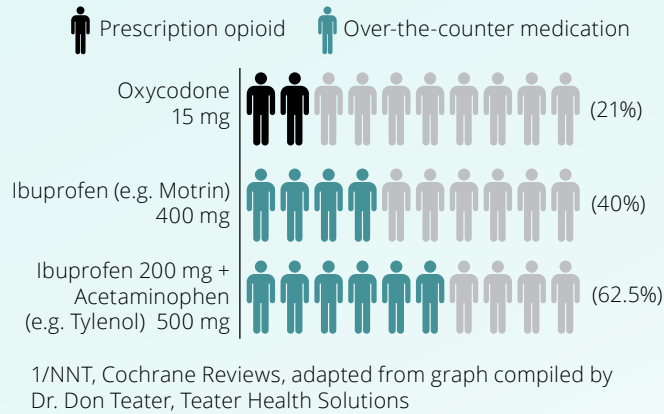 Prescription opioid
Over-the-counter medication
Oxycodone
15 mg
(21%)
Ibuprofen (e.g. Motrin)
400 mg
(40%)
Ibuprofen 200 mg +
Acetaminophen
(e.g. Tylenol) 500 mg
(62.5%)
1/NNT, Cochrane Reviews, adapted from graph compiled by
Dr. Don Teater, Teater Health Solutions